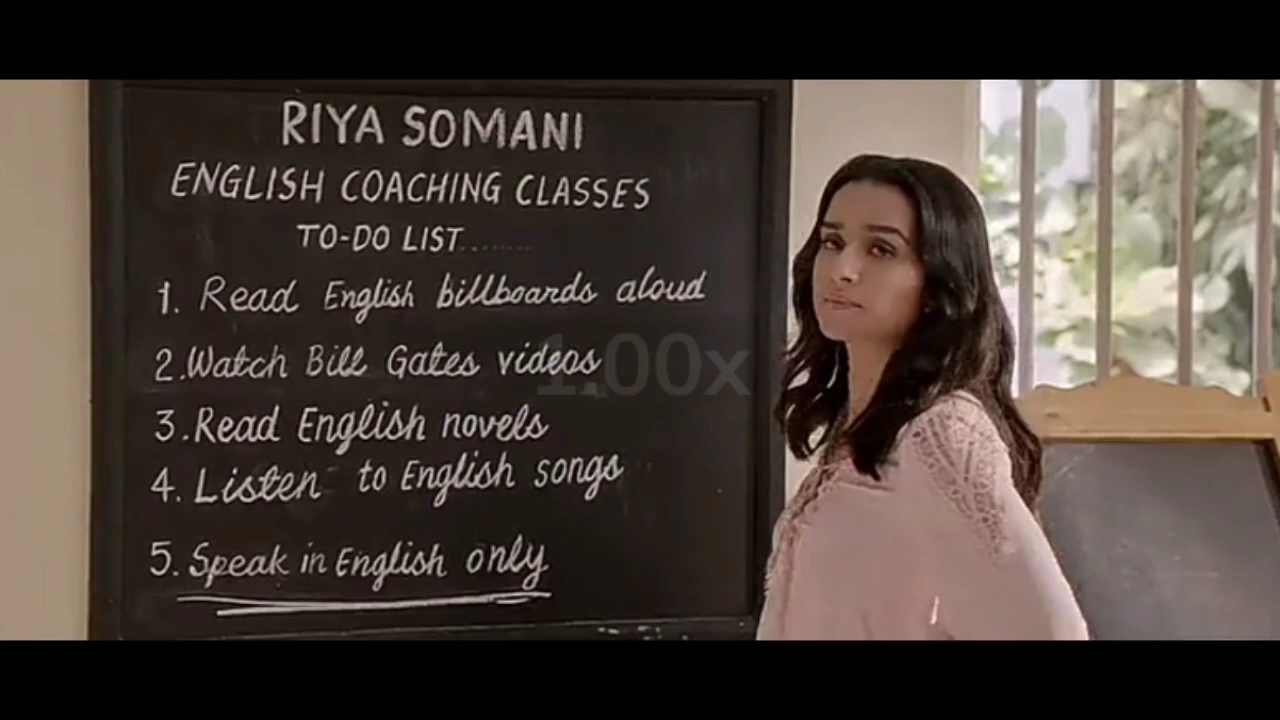 RIYA SOMANI
ENGLISH COACHING CLASSES
TO-DO LIST........
1. Read English billboards aloud
2.Watch Bill Gates videos
1.00x
3.Read English novels
4. Listen to English songs
5. Speak in English only